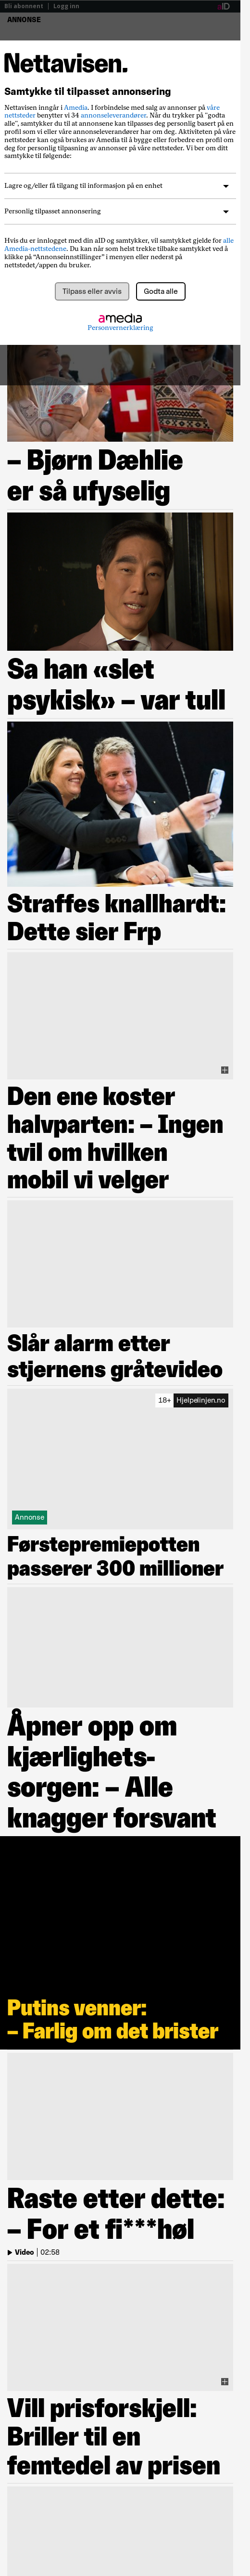 Bli abonnent | Logg inn aID
ANNONSE
Nettavisen.
Samtykke til tilpasset annonsering
Nettavisen inngår i Amedia. I forbindelse med salg av annonser på våre
nettsteder benytter vi 34 annonseleverandører. Når du trykker på "godta
alle", samtykker du til at annonsene kan tilpasses deg personlig basert på en
profil som vi eller våre annonseleverandører har om deg. Aktivitetene på våre
nettsteder kan også brukes av Amedia til å bygge eller forbedre en profil om
deg for personlig tilpasning av annonser på våre nettsteder. Vi ber om ditt
samtykke til følgende:
Lagre og/eller få tilgang til informasjon på en enhet
Personlig tilpasset annonsering
Hvis du er innlogget med din aID og samtykker, vil samtykket gjelde for alle
Amedia-nettstedene. Du kan når som helst trekke tilbake samtykket ved å
klikke på “Annonseinnstillinger” i menyen eller nederst på
nettstedet/appen du bruker.
Tilpass eller avvis Godta alle
amedia
Personvernerklæring
– Bjørn Dæhlie
er så ufyselig
Sa han «slet
psykisk» – var tull
Straffes knallhardt:
Dette sier Frp
Den ene koster
halvparten: – Ingen
tvil om hvilken
mobil vi velger
Slår alarm etter
stjernens gråtevideo
18+ Hjelpelinjen.no
Annonse
Førstepremiepotten
passerer 300 millioner
Åpner opp om
kjærlighets-
sorgen: – Alle
knagger forsvant
Putins venner:
– Farlig om det brister
Raste etter dette:
– For et fi***høl
Video | 02:58
Vill prisforskjell:
Briller til en
femtedel av prisen